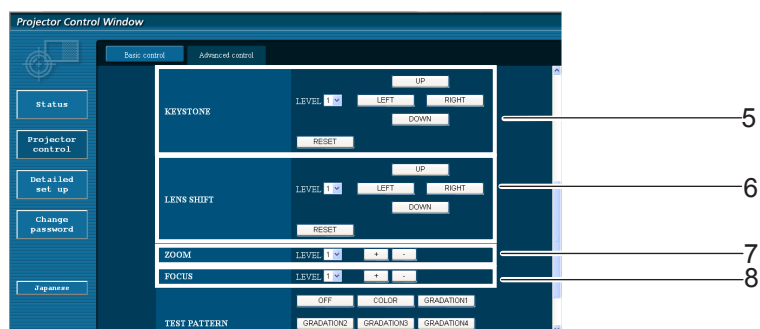 Projector Control Window
Basic control Advanced control
Status
Projector control
Detailed set up
Change password
Japanese
KEYSTONE
LEVEL 1
UP
LEFT RIGHT
DOWN
RESET
5
LENS SHIFT
LEVEL 1
UP
LEFT RIGHT
DOWN
RESET
6
ZOOM LEVEL 1 + -
7
FOCUS LEVEL 1 + -
8
TEST PATTERN
OFF COLOR GRADATION1
GRADATION2 GRADATION3 GRADATION4